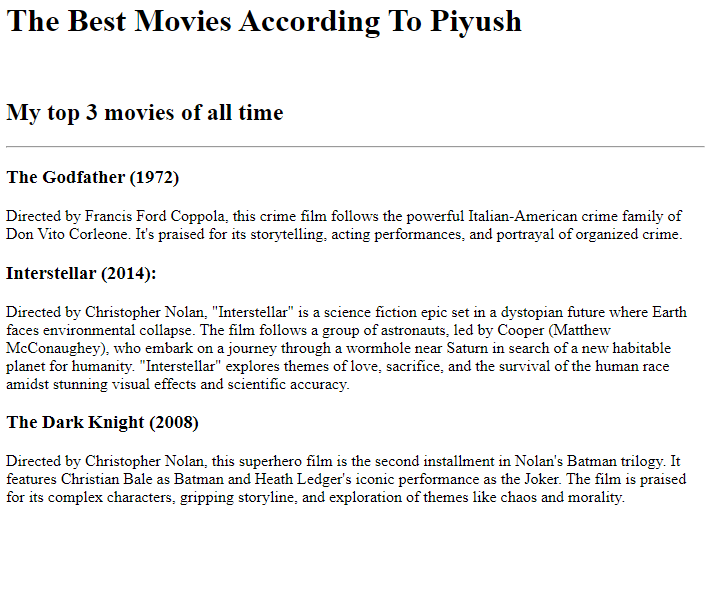 The Best Movies According To Piyush
My top 3 movies of all time
The Godfather (1972)
Directed by Francis Ford Coppola, this crime film follows the powerful Italian-American crime family of
Don Vito Corleone. It's praised for its storytelling, acting performances, and portrayal of organized crime.
Interstellar (2014):
Directed by Christopher Nolan, "Interstellar" is a science fiction epic set in a dystopian future where Earth
faces environmental collapse. The film follows a group of astronauts, led by Cooper (Matthew
McConaughey), who embark on a journey through a wormhole near Saturn in search of a new habitable
planet for humanity. "Interstellar" explores themes of love, sacrifice, and the survival of the human race
amidst stunning visual effects and scientific accuracy.
The Dark Knight (2008)
Directed by Christopher Nolan, this superhero film is the second installment in Nolan's Batman trilogy. It
features Christian Bale as Batman and Heath Ledger's iconic performance as the Joker. The film is praised
for its complex characters, gripping storyline, and exploration of themes like chaos and morality.